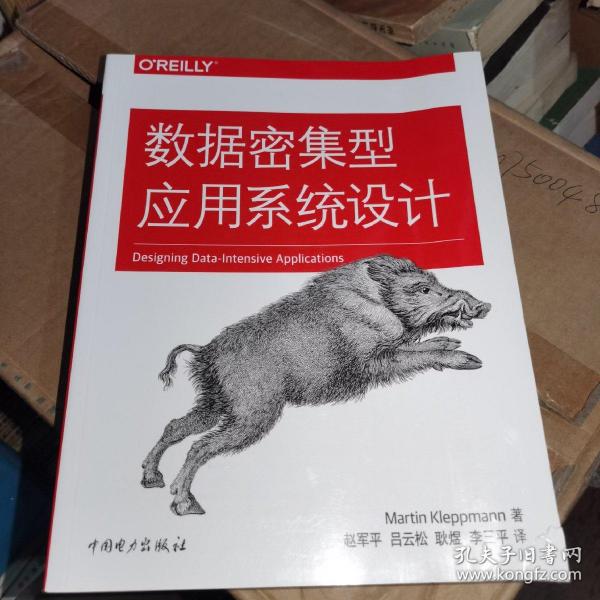 O'REILLY®
数据密集型
应用系统设计
Designing Data-Intensive Applications
Martin Kleppmann 著
赵军平 吕云松 耿煜 李三平 译
中国电力出版社
孔夫子旧书网
www.kongfz.com